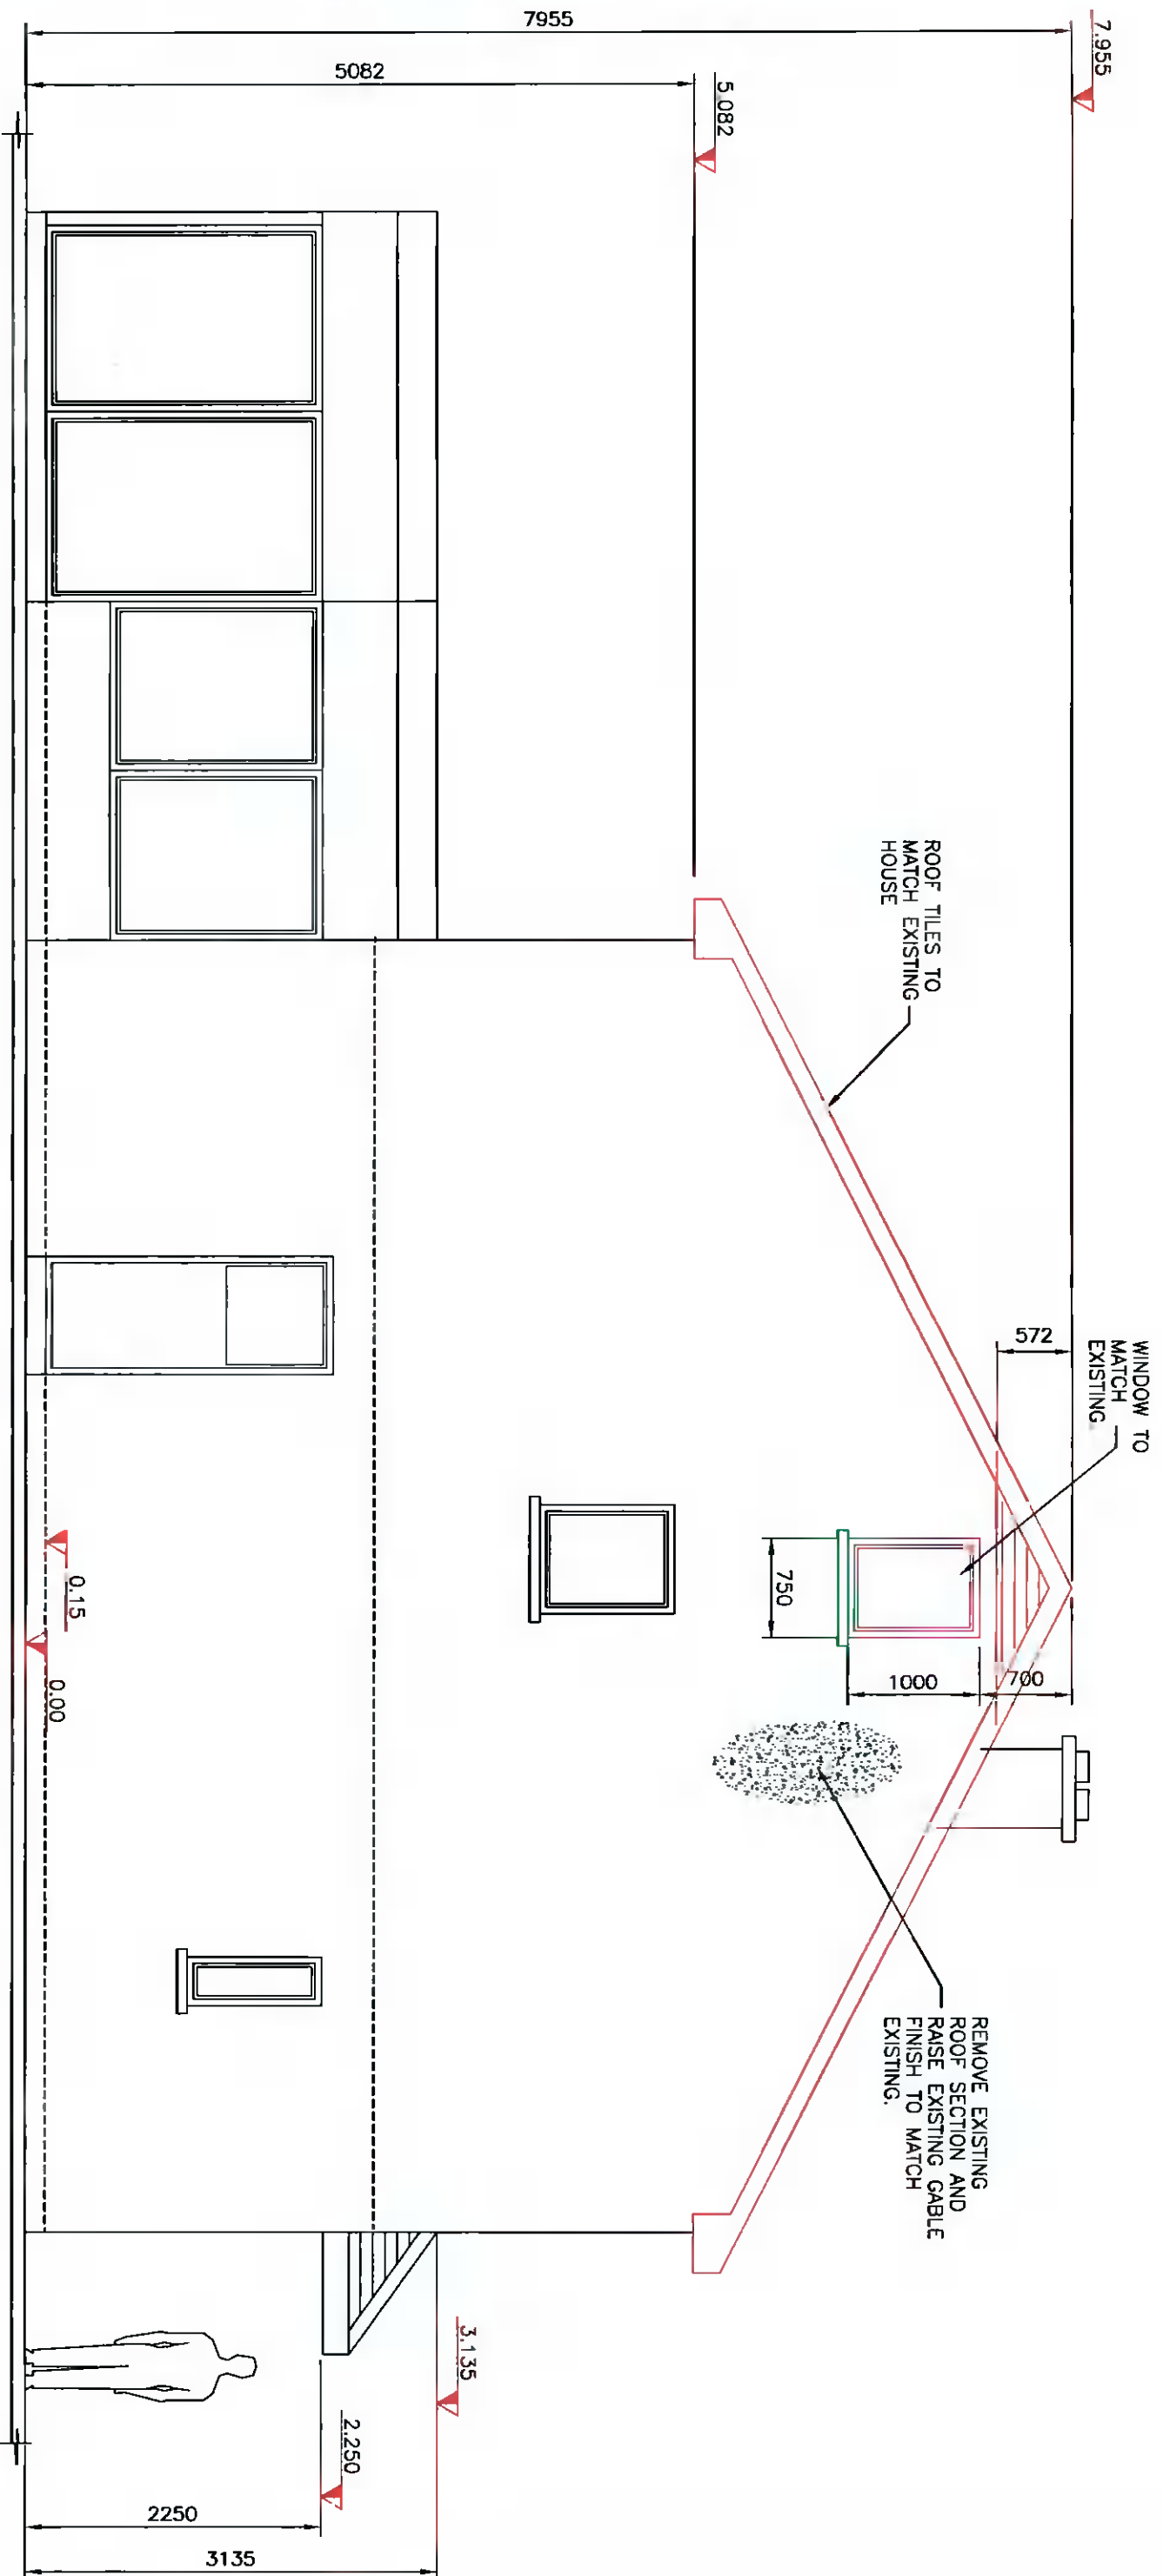 7.955
7955
5.082
5082
ROOF TILES TO
MATCH EXISTING
HOUSE
WINDOW TO
MATCH
EXISTING.
572
700
1000
750
REMOVE EXISTING
ROOF SECTION AND
RAISE EXISTING GABLE
FINISH TO MATCH
EXISTING.
0.15
0.00
3.135
2.250
2250
3135